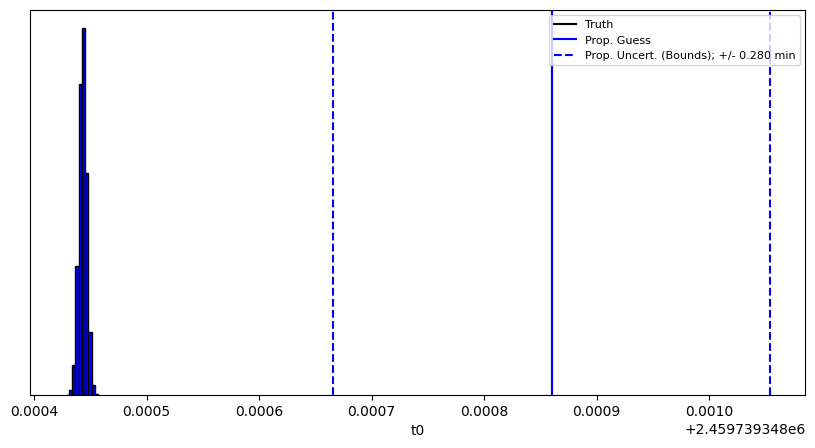 Truth
Prop. Guess
Prop. Uncert. (Bounds); +/- 0.280 min
0.0004 0.0005 0.0006 0.0007 0.0008 0.0009 0.0010
t0
+2.459739348e6